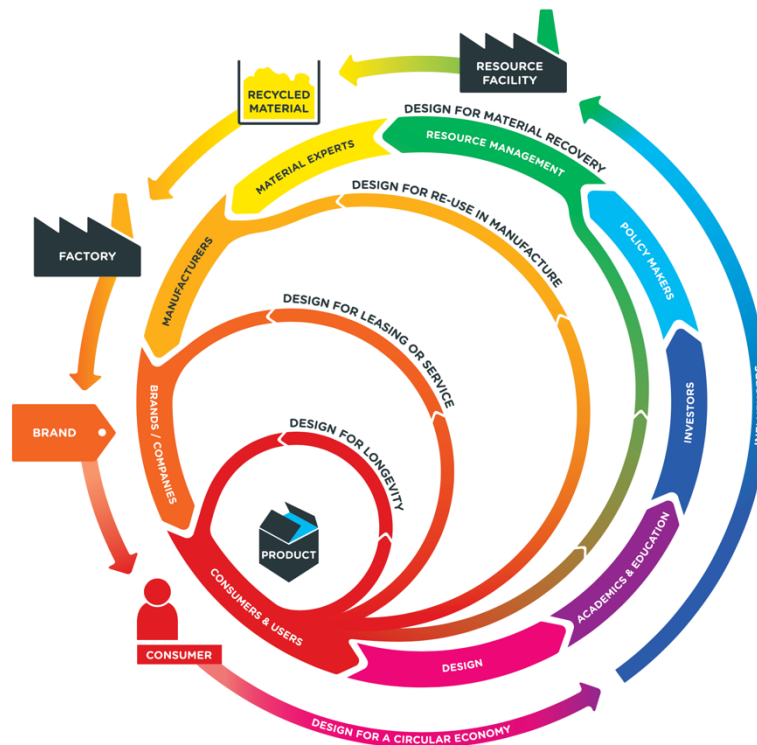 RESOURCE
FACILITY
RECYCLED
MATERIAL
DESIGN FOR MATERIAL RECOVERY
RESOURCE MANAGEMENT
MATERIAL EXPERTS
DESIGN FOR RE-USE IN MANUFACTURE
POLICY MAKERS
FACTORY
MANUFACTURERS
DESIGN FOR LEASING OR SERVICE
INVESTORS
BRAND
BRANDS / COMPANIES
DESIGN FOR LONGEVITY
PRODUCT
ACADEMICS & EDUCATION
CONSUMERS & USERS
CONSUMER
DESIGN
DESIGN FOR A CIRCULAR ECONOMY